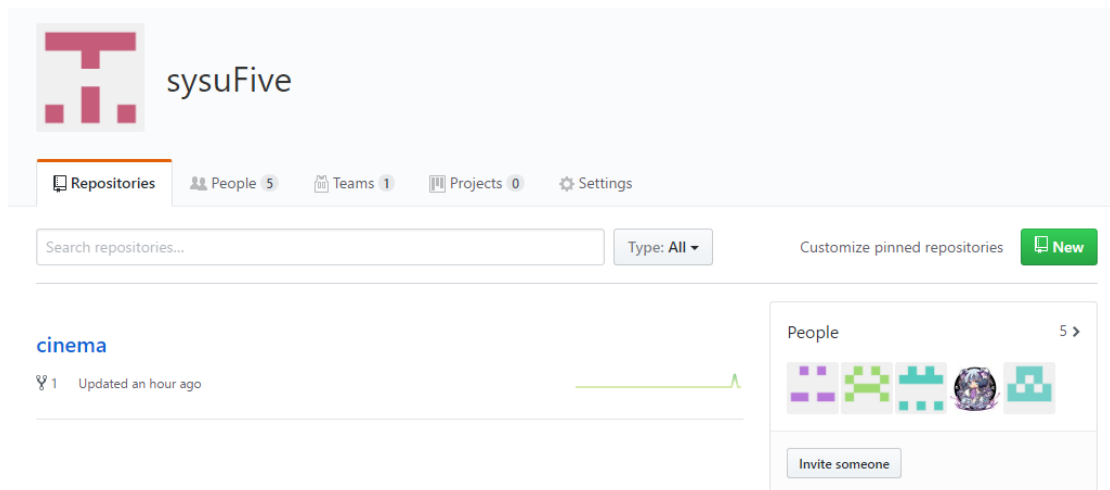 sysuFive
Repositories People 5 Teams 1 Projects 0 Settings
Search repositories... Type: All Customize pinned repositories New
cinema
1 Updated an hour ago
People 5
Invite someone